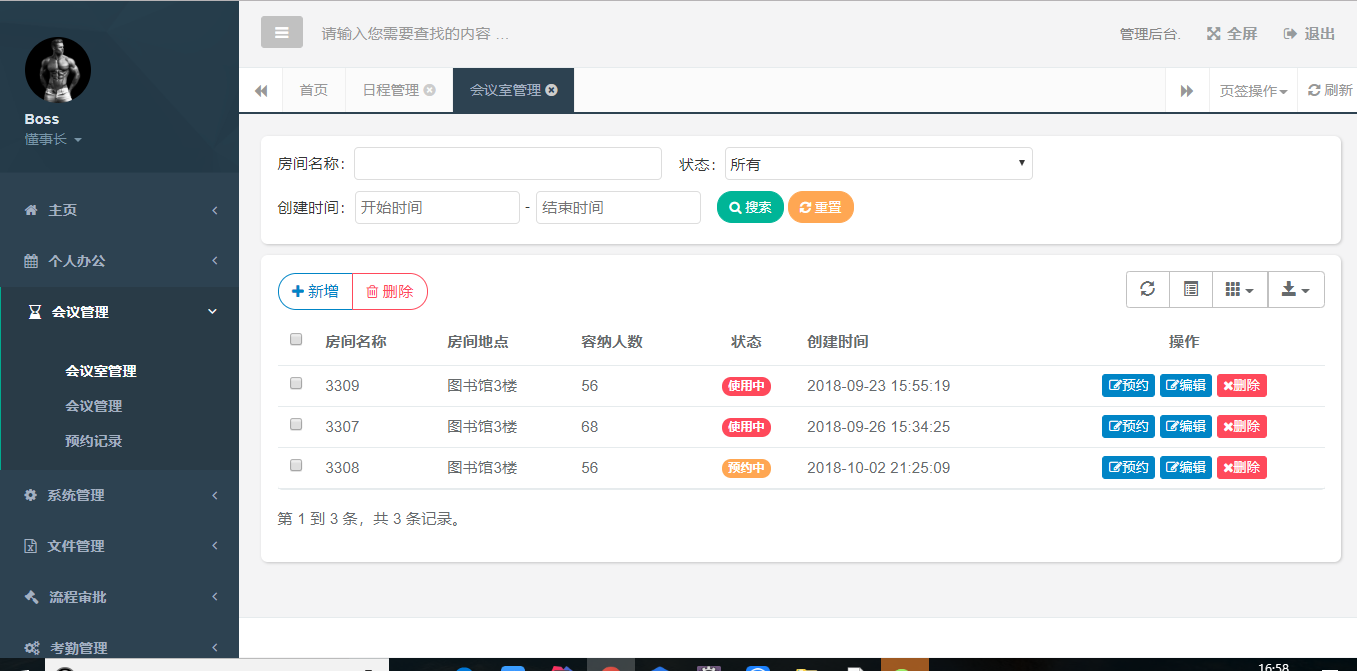 Boss
懂事长
主页
个人办公
会议管理
会议室管理
会议管理
预约记录
系统管理
文件管理
流程审批
考勤管理
请输入您需要查找的内容 …
管理后台. 全屏 退出
首页 日程管理 会议室管理 页签操作 刷新
房间名称： 状态： 所有
创建时间： 开始时间 - 结束时间 搜索 重置
新增 删除
房间名称 房间地点 容纳人数 状态 创建时间 操作
3309 图书馆3楼 56 使用中 2018-09-23 15:55:19 预约 编辑 删除
3307 图书馆3楼 68 使用中 2018-09-26 15:34:25 预约 编辑 删除
3308 图书馆3楼 56 预约中 2018-10-02 21:25:09 预约 编辑 删除
第 1 到 3 条，共 3 条记录。
16:58